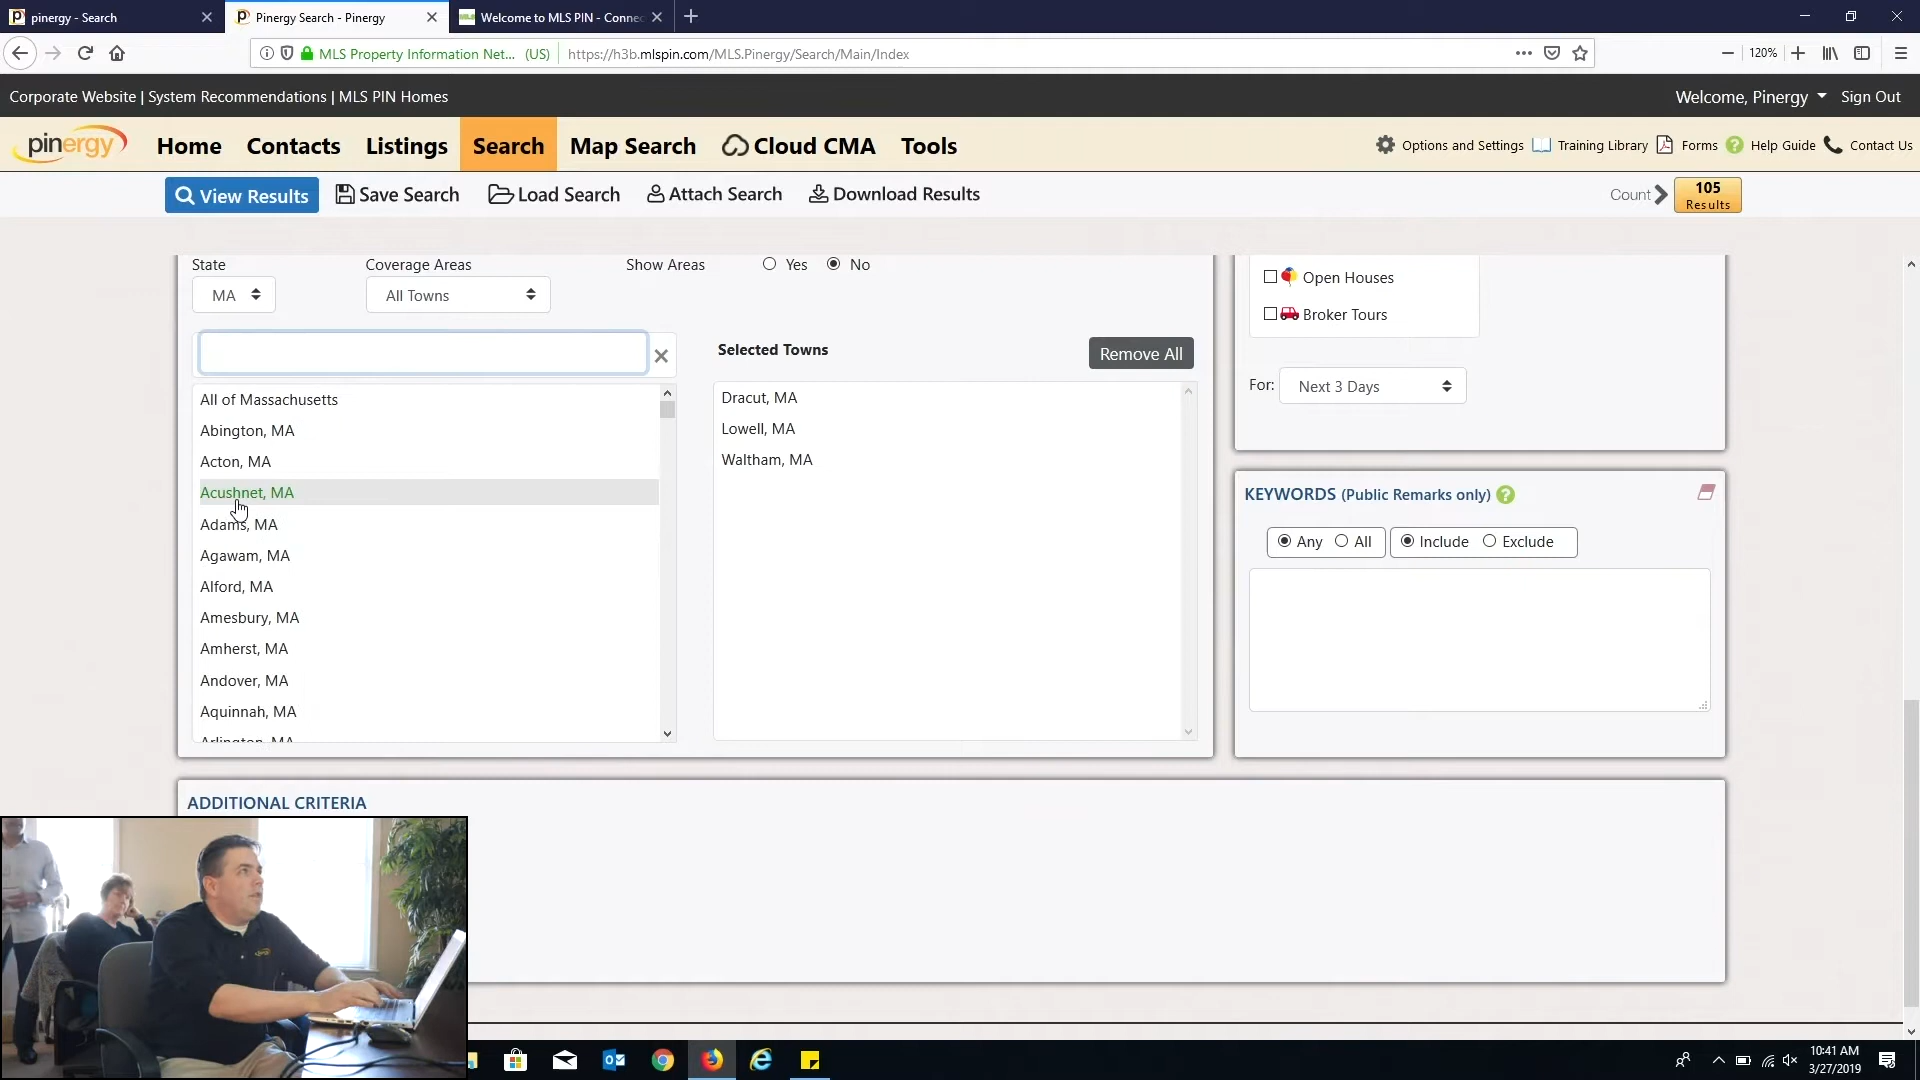 pinergy - Search
Pinergy Search - Pinergy
Welcome to MLS PIN - Connec
MLS Property Information Net... (US)
https://h3b.mlspin.com/MLS.Pinergy/Search/Main/Index
120%
Corporate Website | System Recommendations | MLS PIN Homes
Welcome, Pinergy
Sign Out
pinergy
Home
Contacts
Listings
Search
Map Search
Cloud CMA
Tools
Options and Settings
Training Library
Forms
Help Guide
Contact Us
View Results
Save Search
Load Search
Attach Search
Download Results
Count
105
Results
State
Coverage Areas
Show Areas
Yes
No
MA
All Towns
Selected Towns
Remove All
All of Massachusetts
Abington, MA
Acton, MA
Acushnet, MA
Adams, MA
Agawam, MA
Alford, MA
Amesbury, MA
Amherst, MA
Andover, MA
Aquinnah, MA
Arlington, MA
Dracut, MA
Lowell, MA
Waltham, MA
Open Houses
Broker Tours
For:
Next 3 Days
KEYWORDS (Public Remarks only)
Any
All
Include
Exclude
ADDITIONAL CRITERIA
10:41 AM
3/27/2019